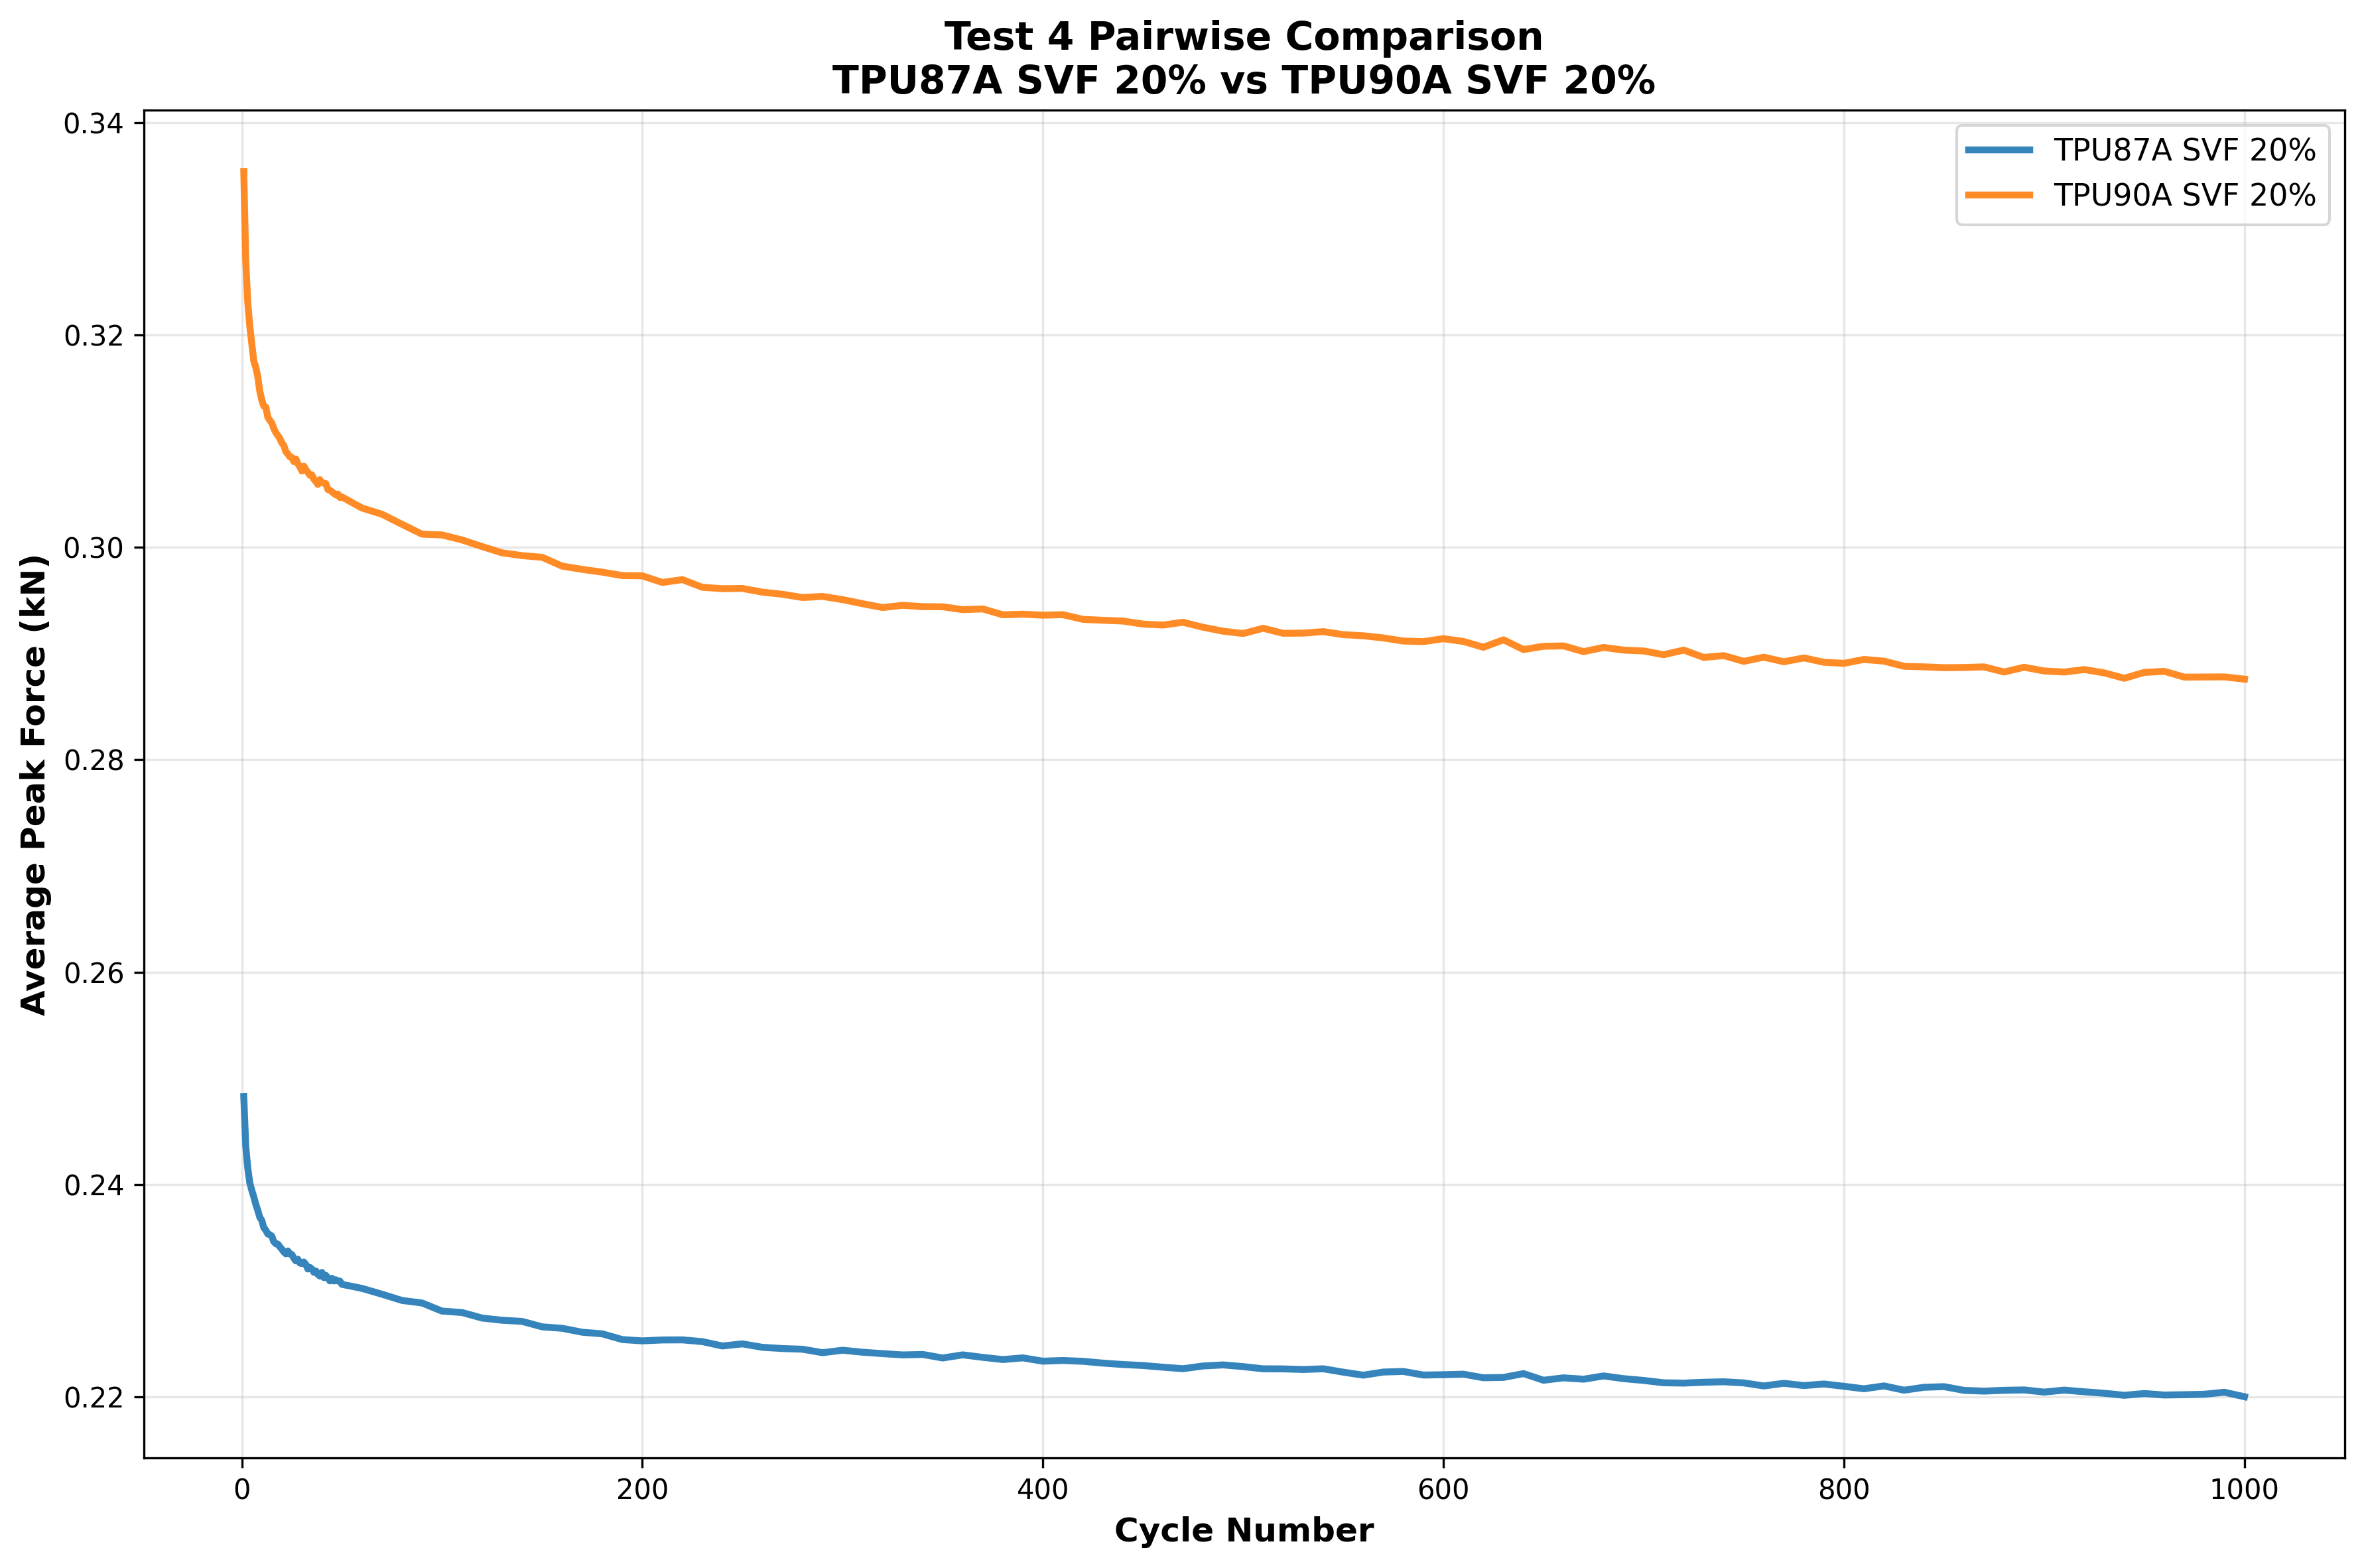 Test 4 Pairwise Comparison
TPU87A SVF 20% vs TPU90A SVF 20%
TPU87A SVF 20%
TPU90A SVF 20%
Average Peak Force (kN)
0.34
0.32
0.30
0.28
0.26
0.24
0.22
0 200 400 600 800 1000
Cycle Number